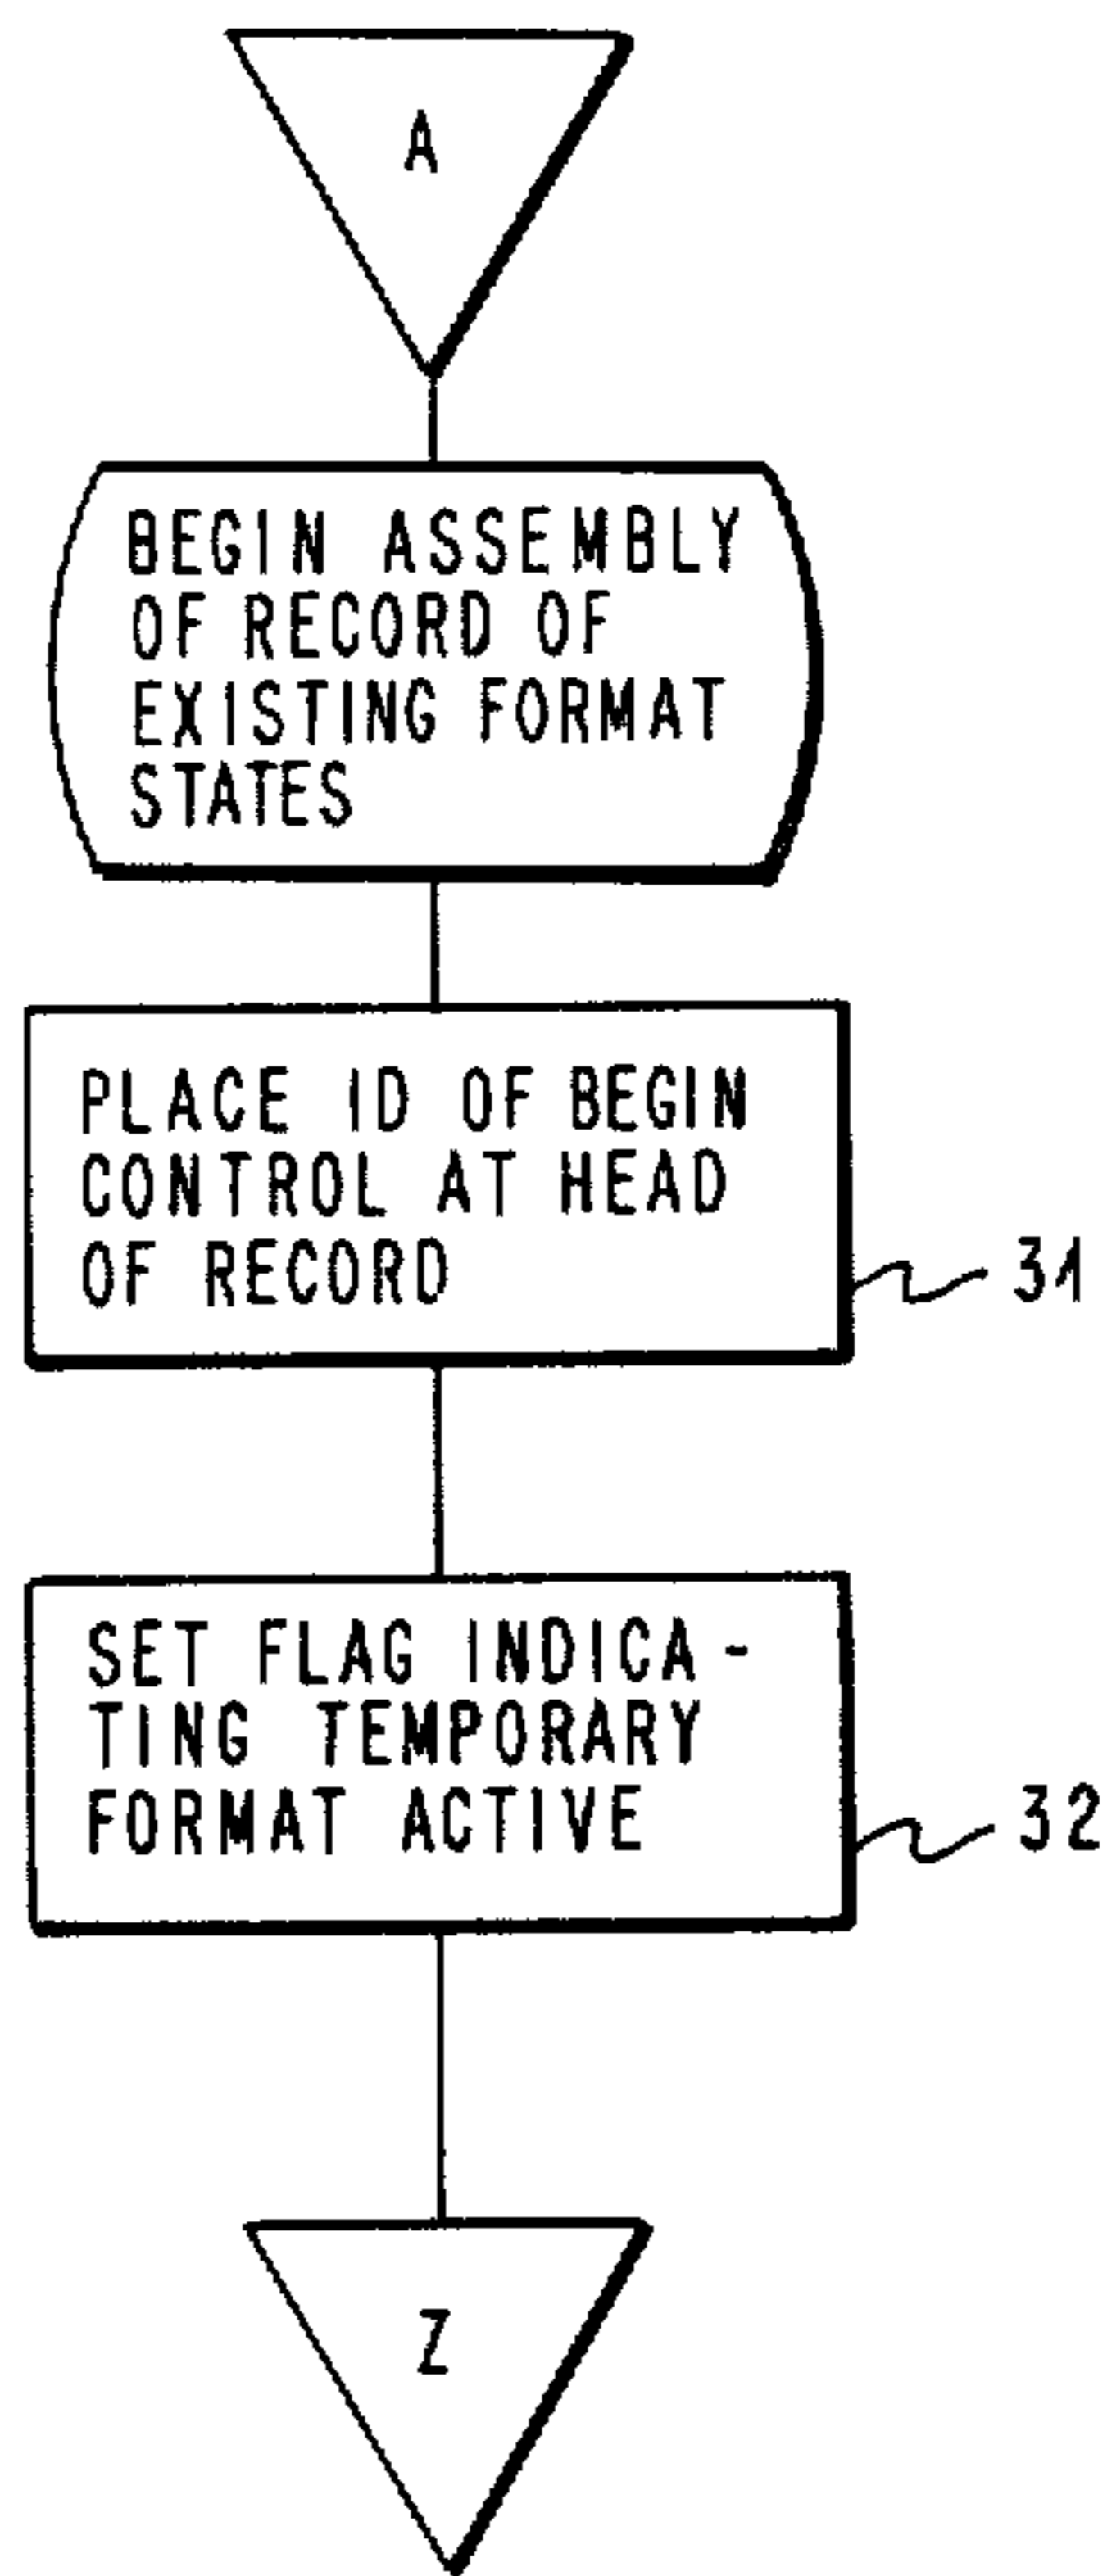 A
BEGIN ASSEMBLY
OF RECORD OF
EXISTING FORMAT
STATES
PLACE ID OF BEGIN
CONTROL AT HEAD
OF RECORD
31
SET FLAG INDICA-
TING TEMPORARY
FORMAT ACTIVE
32
Z